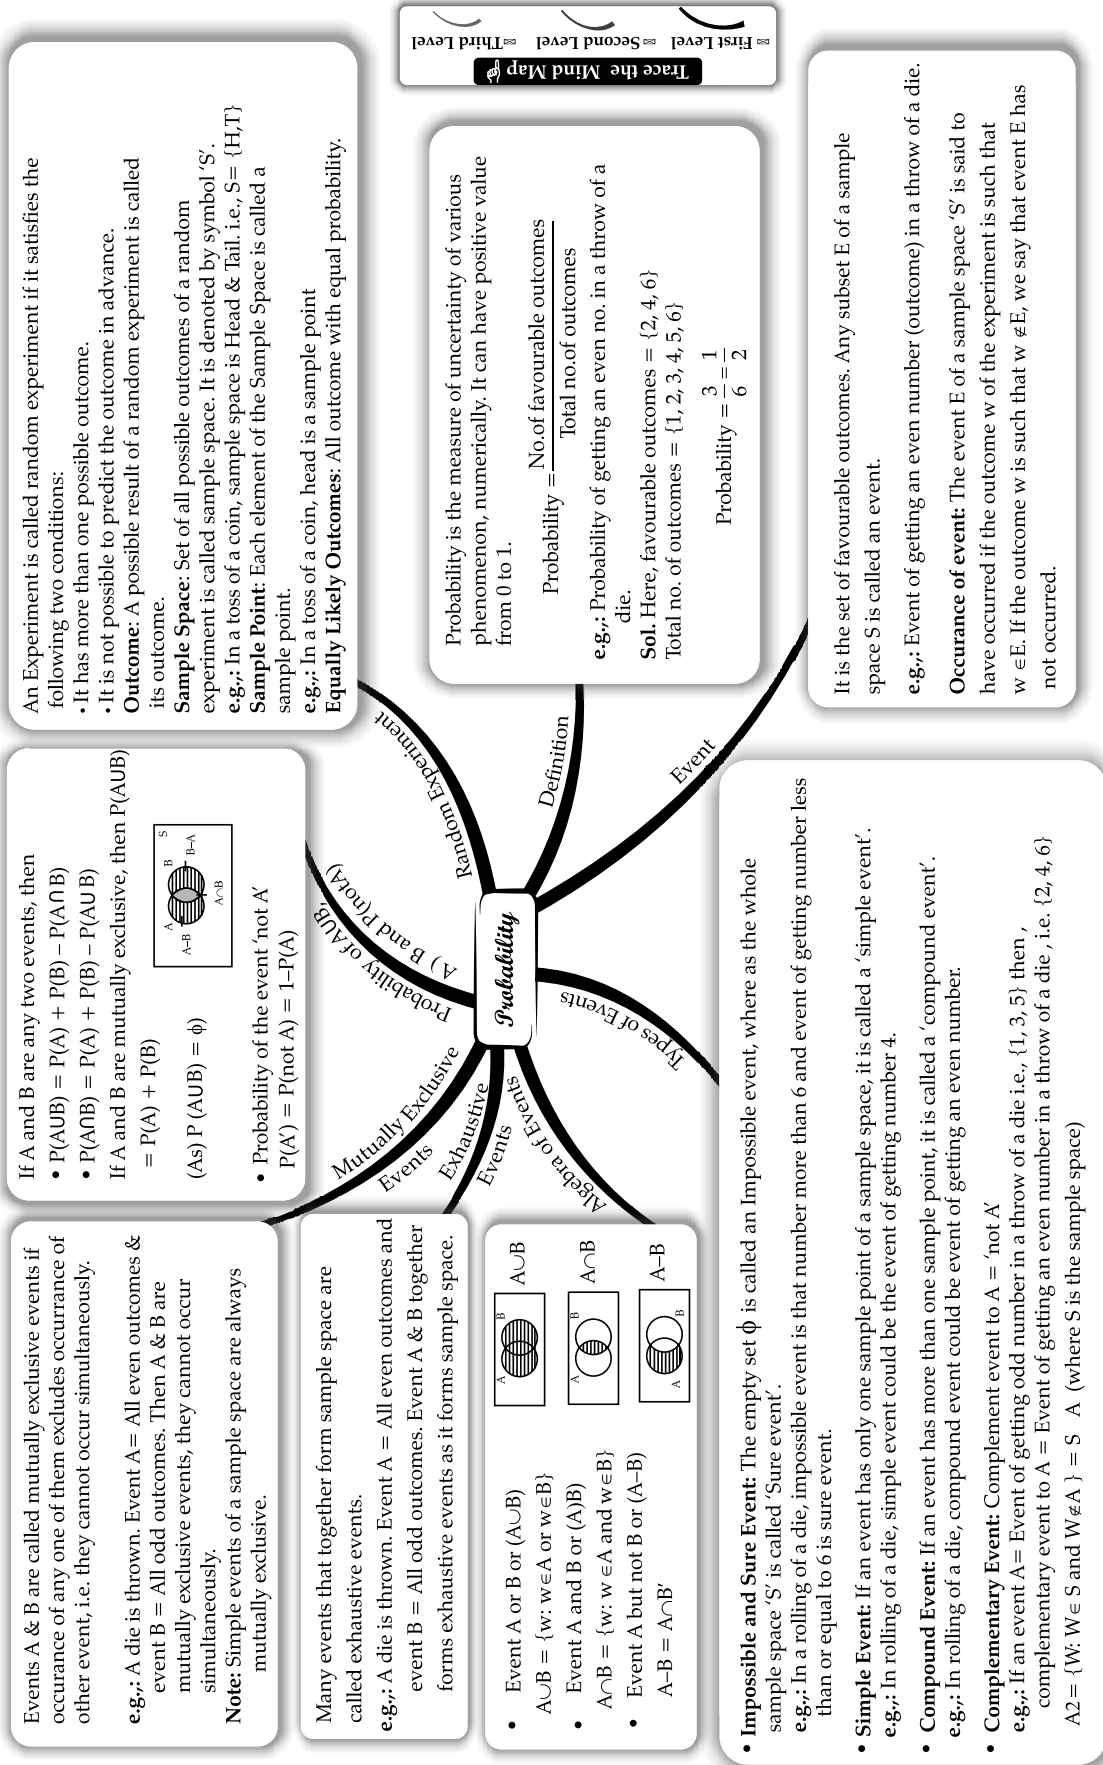 Trace the Mind Map
First Level
Second Level
Third Level
Probability
Random Experiment
An Experiment is called random experiment if it satisfies the
following two conditions:
• It has more than one possible outcome.
• It is not possible to predict the outcome in advance.
Outcome: A possible result of a random experiment is called
its outcome.
Sample Space: Set of all possible outcomes of a random
experiment is called sample space. It is denoted by symbol 'S'.
e.g.,: In a toss of a coin, sample space is Head & Tail. i.e., S= {H,T}
Sample Point: Each element of the Sample Space is called a
sample point.
e.g.,: In a toss of a coin, head is a sample point
Equally Likely Outcomes: All outcome with equal probability.
Definition
Probability is the measure of uncertainty of various
phenomenon, numerically. It can have positive value
from 0 to 1.
Probability = No.of favourable outcomes
Total no.of outcomes
e.g.,: Probability of getting an even no. in a throw of a
die.
Sol. Here, favourable outcomes = {2, 4, 6}
Total no. of outcomes = {1, 2, 3, 4, 5, 6}
Probability = 3/6 = 1/2
Event
It is the set of favourable outcomes. Any subset E of a sample
space S is called an event.
e.g.,: Event of getting an even number (outcome) in a throw of a die.
Occurance of event: The event E of a sample space 'S' is said to
have occurred if the outcome w of the experiment is such that
w ∈E. If the outcome w is such that w ∉E, we say that event E has
not occurred.
Probability of A∪B,
A) B and P(notA)
If A and B are any two events, then
• P(A∪B) = P(A) + P(B) – P(A∩B)
• P(A∩B) = P(A) + P(B) – P(A∪B)
If A and B are mutually exclusive, then P(A∪B)
= P(A) + P(B)
(As) P (A∪B) = ϕ)
A
B
S
A–B
B–A
A∩B
• Probability of the event 'not A'
P(A') = P(not A) = 1–P(A)
Mutually Exclusive
Events
Events A & B are called mutually exclusive events if
occurance of any one of them excludes occurrance of
other event, i.e. they cannot occur simultaneously.
e.g.,: A die is thrown. Event A= All even outcomes &
event B = All odd outcomes. Then A & B are
mutually exclusive events, they cannot occur
simultaneously.
Note: Simple events of a sample space are always
mutually exclusive.
Exhaustive
Events
Many events that together form sample space are
called exhaustive events.
e.g.,: A die is thrown. Event A = All even outcomes and
event B = All odd outcomes. Event A & B together
forms exhaustive events as it forms sample space.
Algebra of Events
• Event A or B or (A∪B)
A∪B = {w: w∈A or w∈B}
A
B
A∪B
• Event A and B or (A)B)
A∩B = {w: w∈A and w∈B}
A
B
A∩B
• Event A but not B or (A–B)
A–B = A∩B'
A
B
A–B
Types of Events
• Impossible and Sure Event: The empty set ϕ is called an Impossible event, where as the whole
sample space 'S' is called 'Sure event'.
e.g.,: In a rolling of a die, impossible event is that number more than 6 and event of getting number less
than or equal to 6 is sure event.
• Simple Event: If an event has only one sample point of a sample space, it is called a 'simple event'.
e.g.,: In rolling of a die, simple event could be the event of getting number 4.
• Compound Event: If an event has more than one sample point, it is called a 'compound event'.
e.g.,: In rolling of a die, compound event could be event of getting an even number.
• Complementary Event: Complement event to A = 'not A'
e.g.,: If an event A= Event of getting odd number in a throw of a die i.e., {1, 3, 5} then ,
complementary event to A = Event of getting an even number in a throw of a die , i.e. {2, 4, 6}
A2= {W: W∈ S and W∉A } = S A (where S is the sample space)